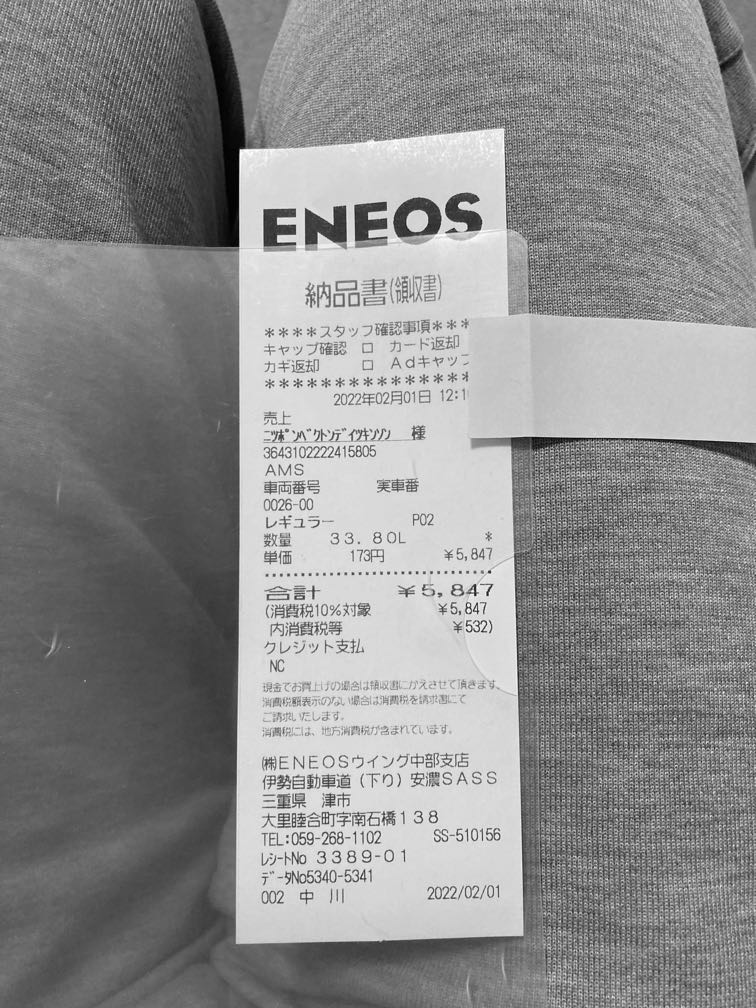 ENEOS
納品書(領収書)
****スタッフ確認事項***
キャップ確認 □ カード返却
カギ返却 □ Adキャップ
***************
2022年02月01日 12:1
売上
ニッポンベクトンデイッキンソン 様
3643102222415805
AMS
車両番号 実車番
0026-00
レギュラー P02
数量 33.80L *
単価 173円 ¥5,847
合計 ¥5,847
(消費税10%対象 ¥5,847
内消費税等 ¥532)
クレジット支払
NC
現金でお買上げの場合は領収書にかえさせて頂きます。
消費税額表示のない場合は消費税を請求書にて
ご請求いたします。
消費税には、地方消費税が含まれています。
㈱ENEOSウイング中部支店
伊勢自動車道(下り)安濃SASS
三重県 津市
大里睦合町字南石橋138
TEL:059-268-1102 SS-510156
レシートNo 3389-01
データNo5340-5341
002 中 川 2022/02/01